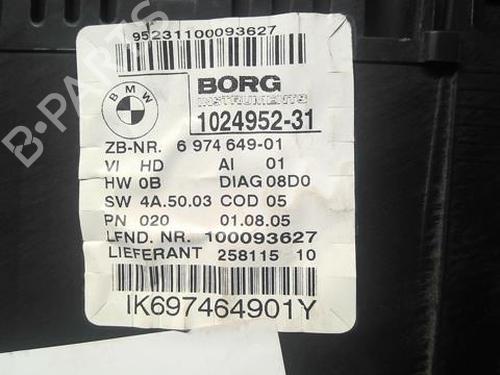 95231100093627
BMW
BORG
INSTRUMENTS
1024952-31
ZB-NR. 6 974 649-01
VI HD AI 01
HW 0B DIAG 08D0
SW 4A.50.03 COD 05
PN 020 01.08.05
LFND. NR. 100093627
LIEFERANT 258115 10
IK697464901Y
B-PARTS